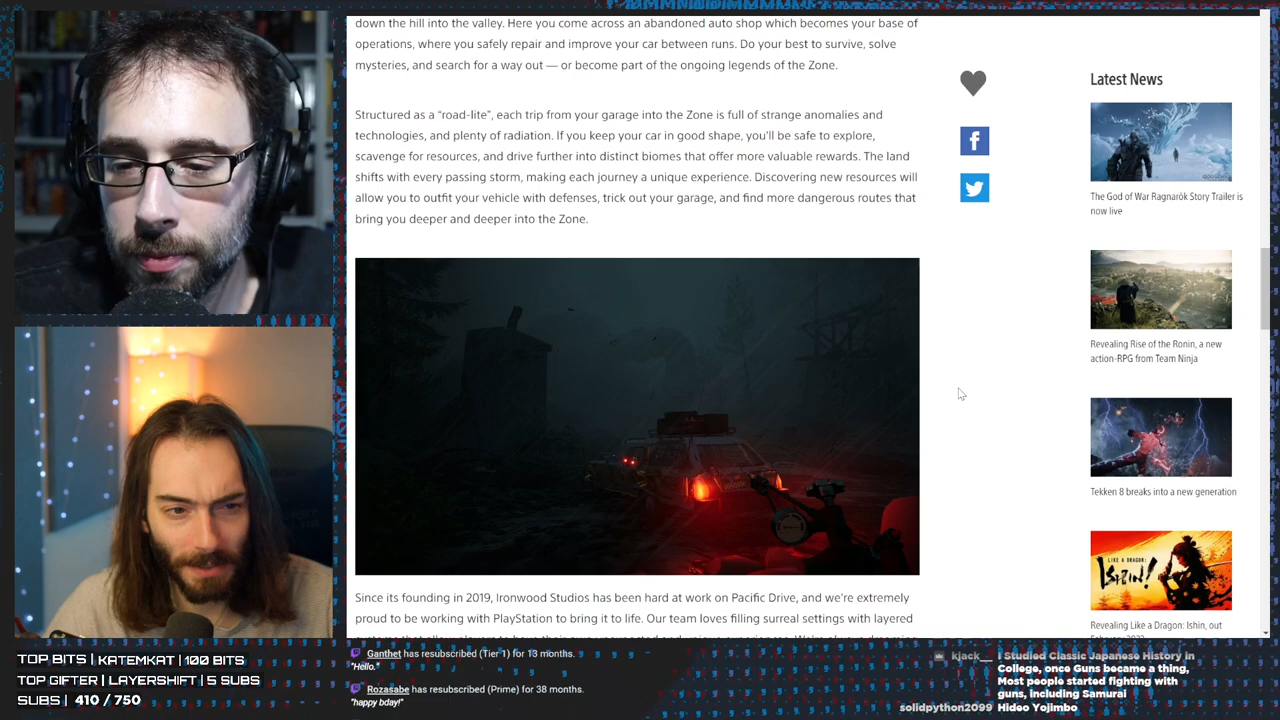 down the hill into the valley. Here you come across an abandoned auto shop which becomes your base of
operations, where you safely repair and improve your car between runs. Do your best to survive, solve
mysteries, and search for a way out — or become part of the ongoing legends of the Zone.
Structured as a “road-lite”, each trip from your garage into the Zone is full of strange anomalies and
technologies, and plenty of radiation. If you keep your car in good shape, you'll be safe to explore,
scavenge for resources, and drive further into distinct biomes that offer more valuable rewards. The land
shifts with every passing storm, making each journey a unique experience. Discovering new resources will
allow you to outfit your vehicle with defenses, trick out your garage, and find more dangerous routes that
bring you deeper and deeper into the Zone.
Since its founding in 2019, Ironwood Studios has been hard at work on Pacific Drive, and we're extremely
proud to be working with PlayStation to bring it to life. Our team loves filling surreal settings with layered
Latest News
The God of War Ragnarök Story Trailer is
now live
Revealing Rise of the Ronin, a new
action-RPG from Team Ninja
Tekken 8 breaks into a new generation
LIKE A DRAGON:
ISHIN!
Revealing Like a Dragon: Ishin, out
TOP BITS | KATEMKAT | 100 BITS
TOP GIFTER | LAYERSHIFT | 5 SUBS
SUBS | 410 / 750
Ganthet has resubscribed (Tier 1) for 13 months.
"Hello."
Rozasabe has resubscribed (Prime) for 38 months.
"happy bday!"
kjack__ I Studied Classic Japanese History in
College, once Guns became a thing,
Most people started fighting with
guns, including Samurai
solidpython2099 Hideo Yojimbo